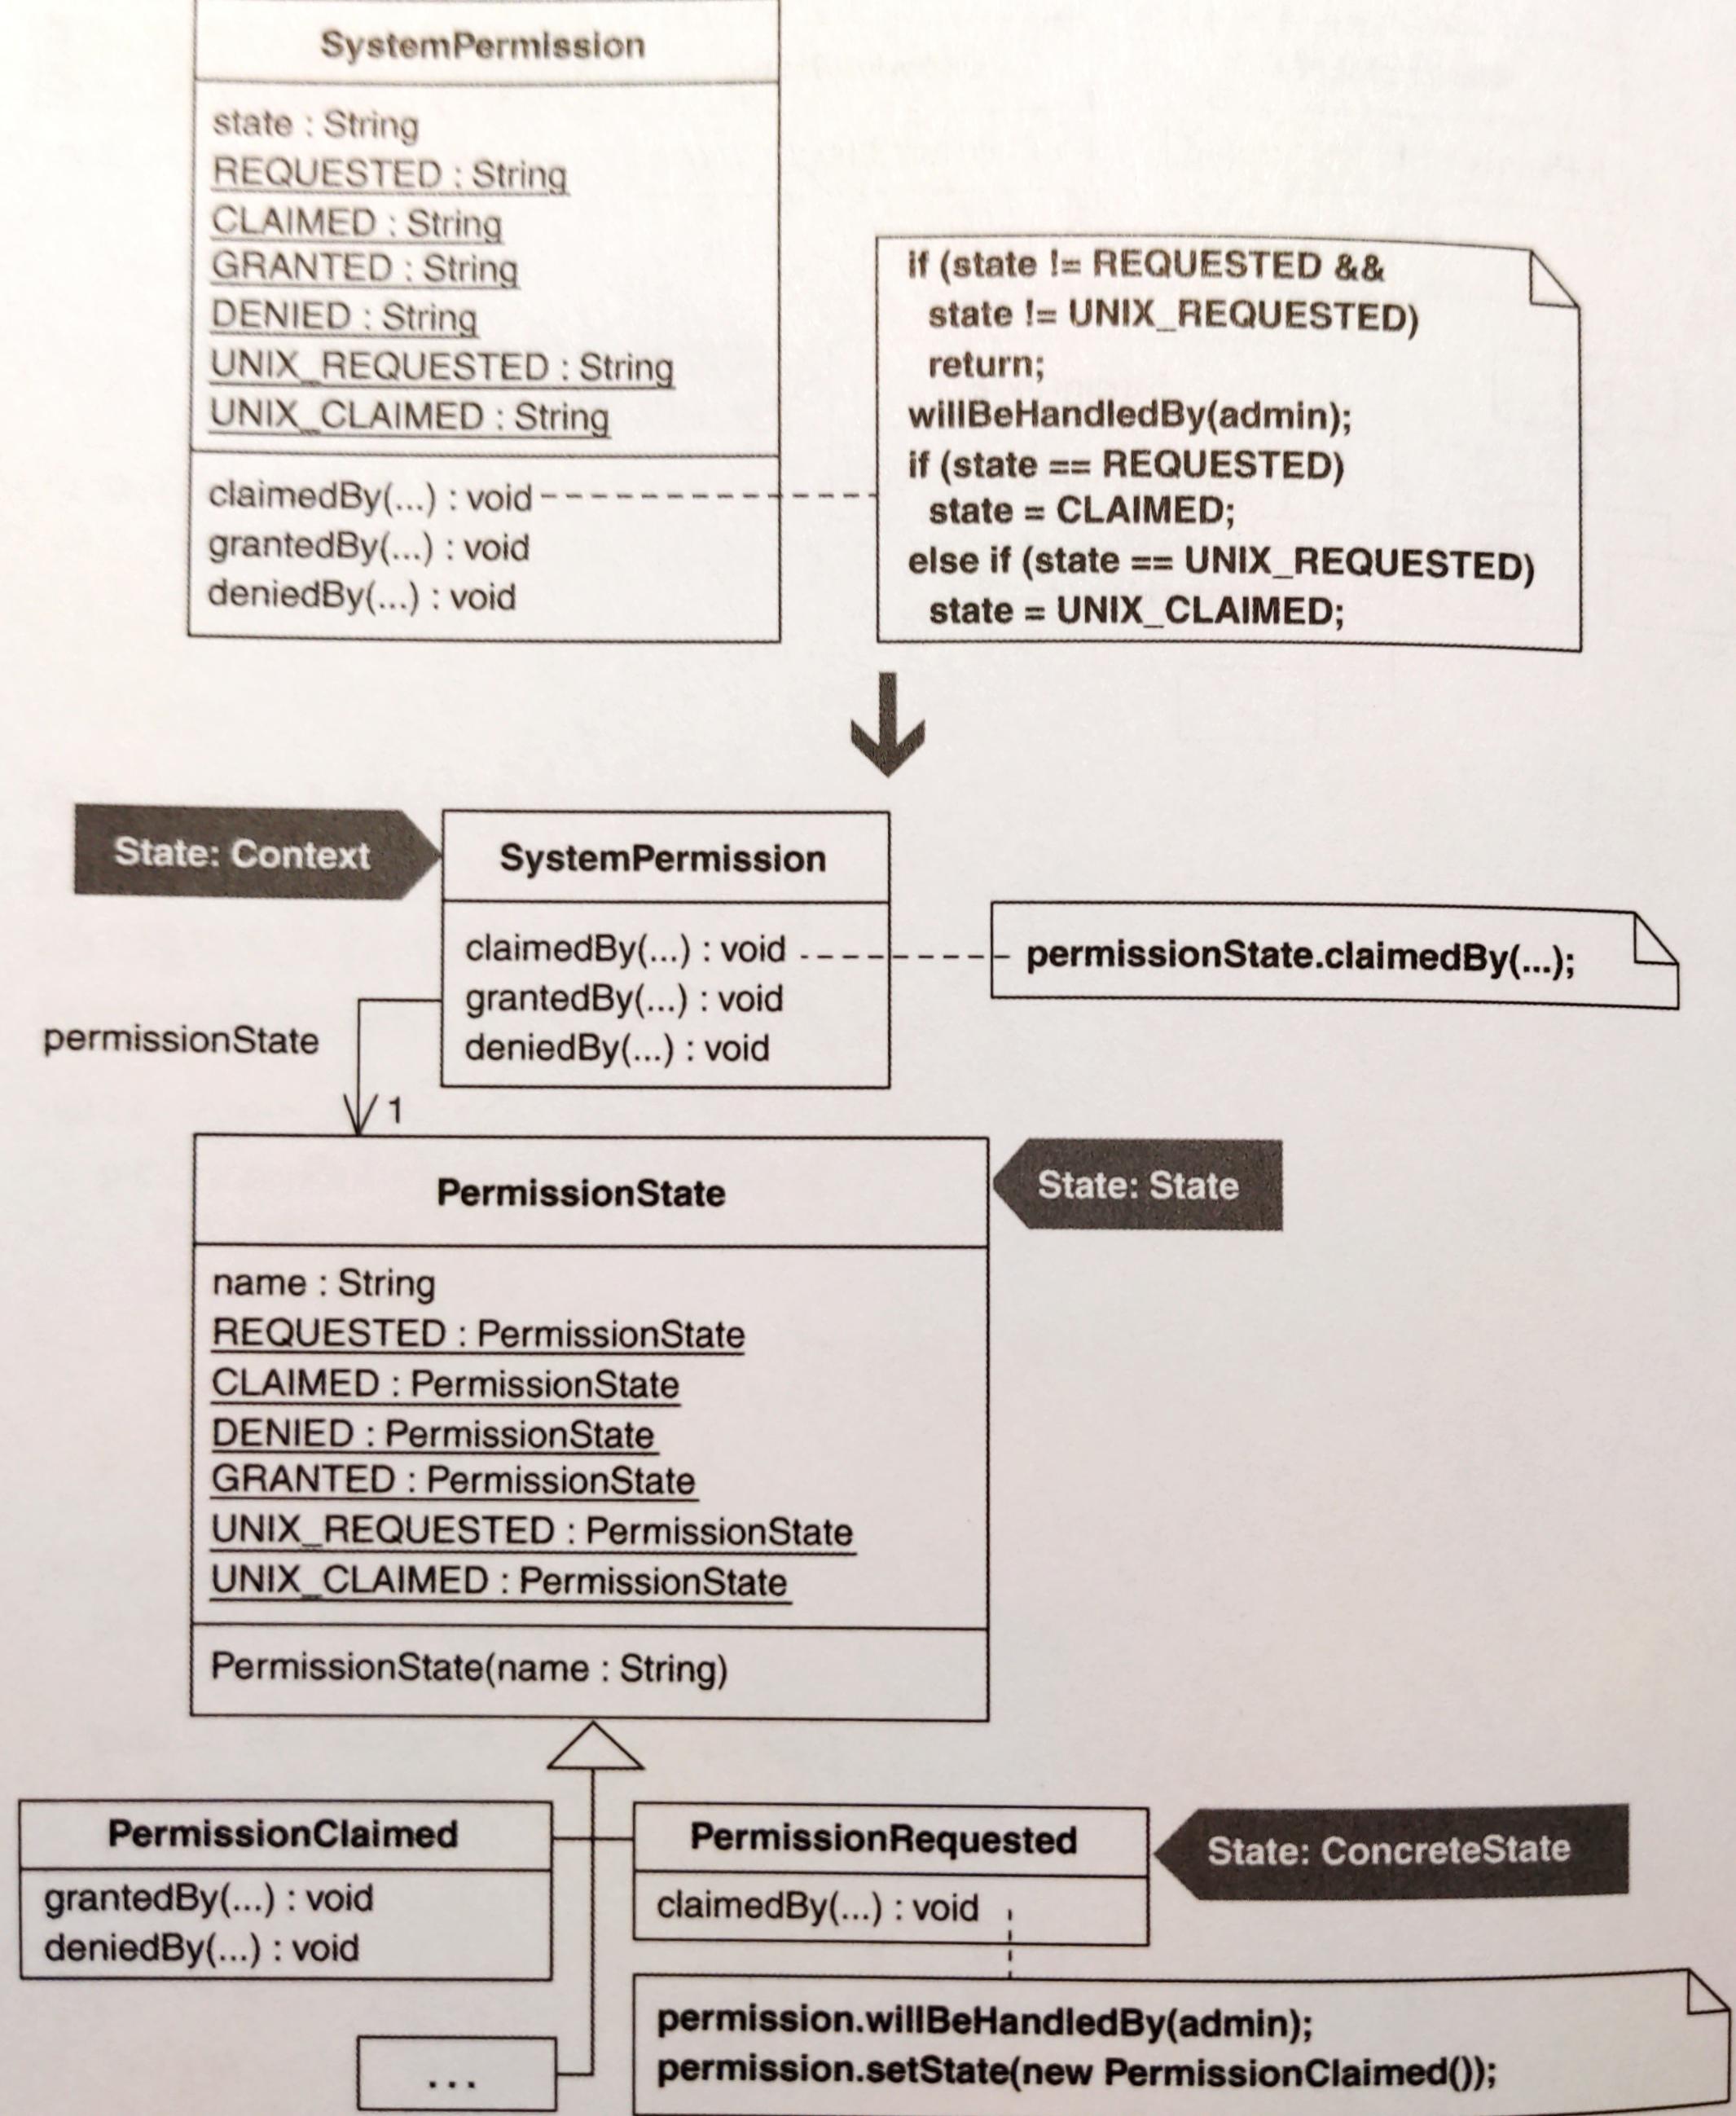 SystemPermission
state : String
REQUESTED : String
CLAIMED : String
GRANTED : String
DENIED : String
UNIX_REQUESTED : String
UNIX_CLAIMED : String
claimedBy(...) : void
grantedBy(...) : void
deniedBy(...) : void
if (state != REQUESTED &&
state != UNIX_REQUESTED)
return;
willBeHandledBy(admin);
if (state == REQUESTED)
state = CLAIMED;
else if (state == UNIX_REQUESTED)
state = UNIX_CLAIMED;
State: Context
SystemPermission
claimedBy(...) : void
grantedBy(...) : void
deniedBy(...) : void
permissionState.claimedBy(...);
permissionState
1
PermissionState
State: State
name : String
REQUESTED : PermissionState
CLAIMED : PermissionState
DENIED : PermissionState
GRANTED : PermissionState
UNIX_REQUESTED : PermissionState
UNIX_CLAIMED : PermissionState
PermissionState(name : String)
PermissionClaimed
grantedBy(...) : void
deniedBy(...) : void
PermissionRequested
claimedBy(...) : void
State: ConcreteState
...
permission.willBeHandledBy(admin);
permission.setState(new PermissionClaimed());